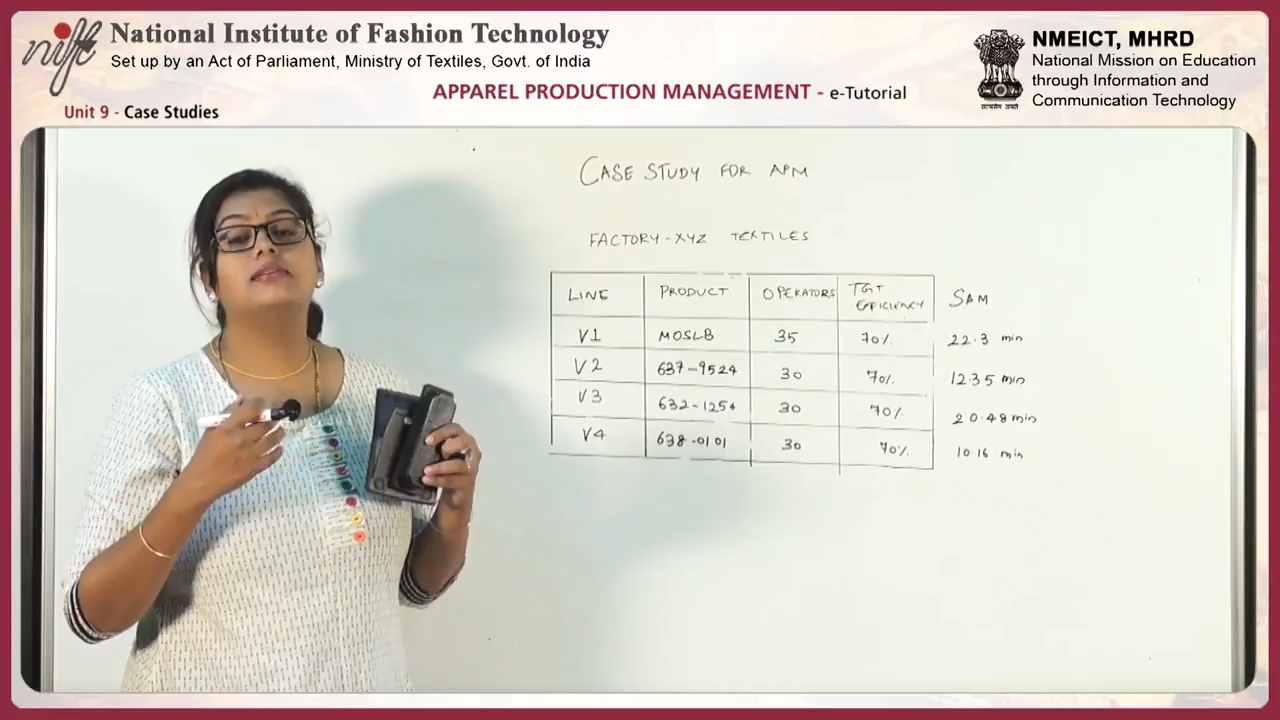 nift
National Institute of Fashion Technology
Set up by an Act of Parliament, Ministry of Textiles, Govt. of India
NMEICT, MHRD
National Mission on Education
through Information and
Communication Technology
सत्यमेव जयते
APPAREL PRODUCTION MANAGEMENT - e-Tutorial
Unit 9 - Case Studies
CASE STUDY FOR APM
FACTORY - XYZ TEXTILES
LINE PRODUCT OPERATORS TGT EFFICIENCY SAM
V1 MOSLB 35 70% 22.3 min
V2 637-9524 30 70% 12.35 min
V3 632-1254 30 70% 20.48 min
V4 638-0101 30 70% 10.16 min